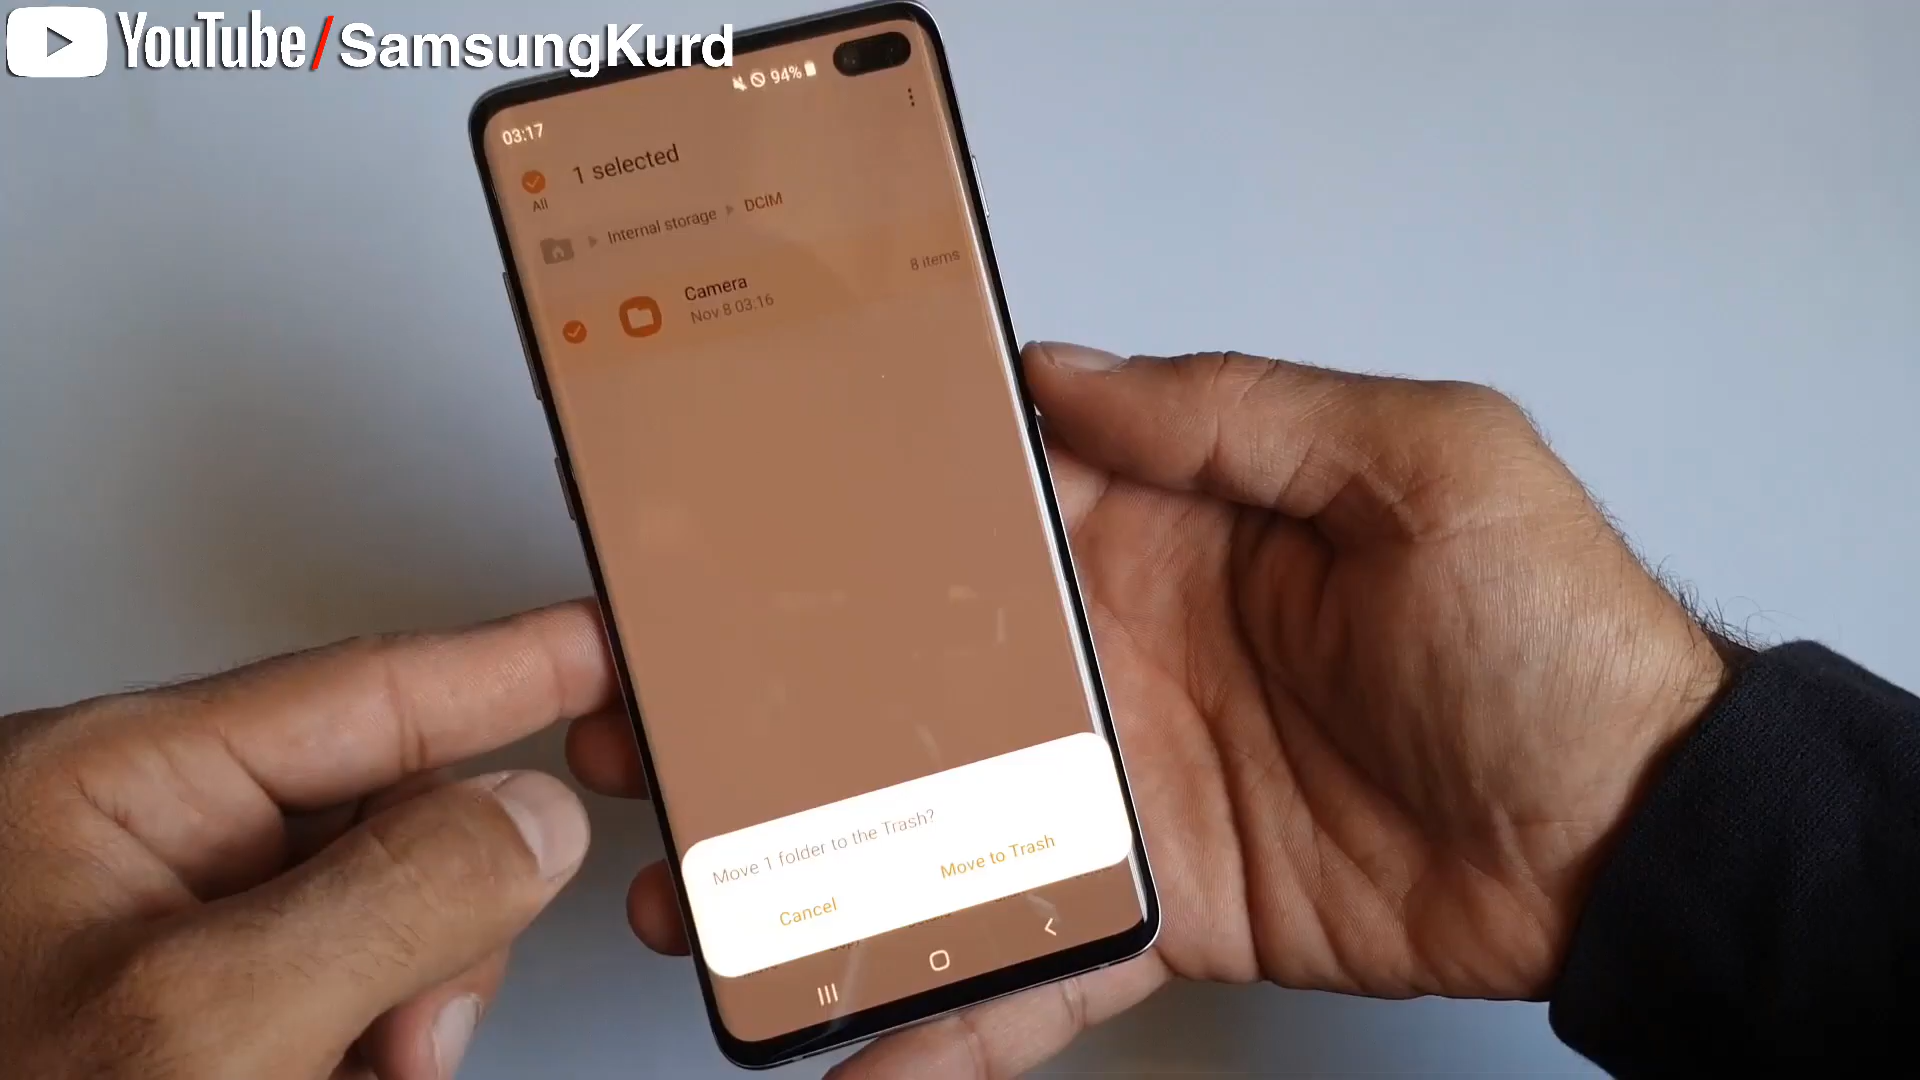 YouTube/SamsungKurd
94%
03:17
1 selected
All
Internal storage DCIM
Camera
8 items
Nov 8 03:16
Move 1 folder to the Trash?
Cancel
Move to Trash